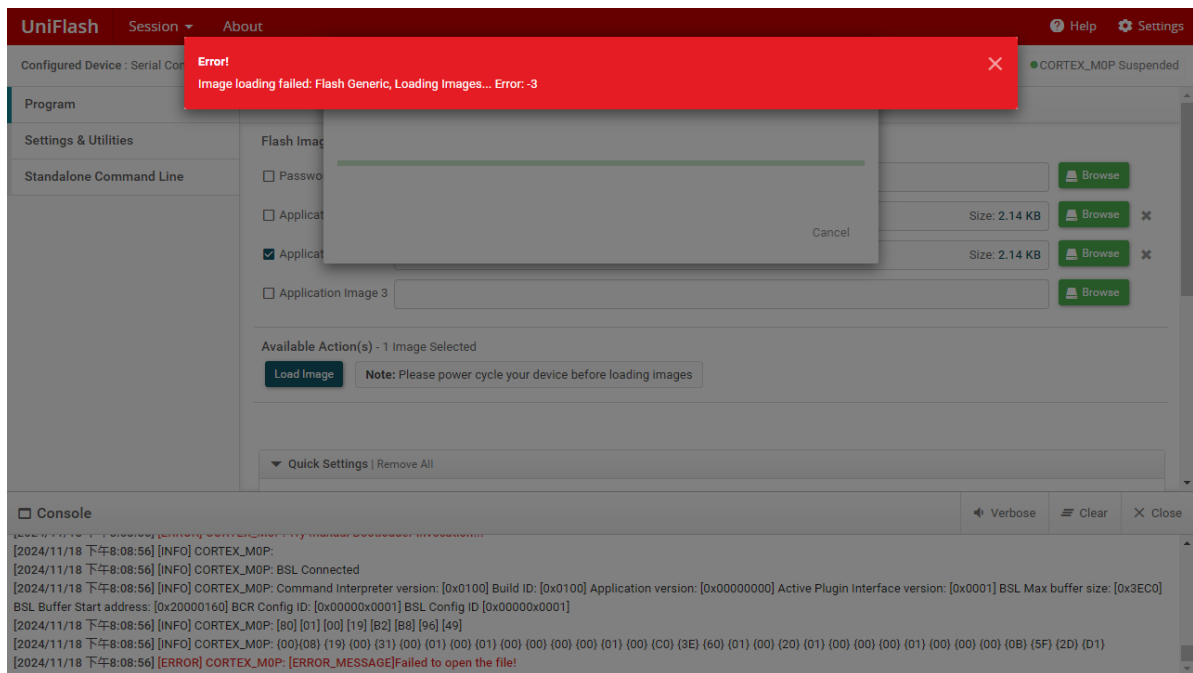 UniFlash Session About Help Settings
Error!
Image loading failed: Flash Generic, Loading Images... Error: -3
Configured Device : Serial CORTEX_M0P Suspended
Program
Settings & Utilities
Standalone Command Line
Flash
Size: 2.14 KB Browse
Browse
Size: 2.14 KB Browse
Cancel
Application Image 3 Browse
Available Action(s) - 1 Image Selected
Load Image Note: Please power cycle your device before loading images
Quick Settings | Remove All
Console Verbose Clear Close
[2024/11/18 下午8:08:56] [INFO] CORTEX_M0P:
[2024/11/18 下午8:08:56] [INFO] CORTEX_M0P: BSL Connected
[2024/11/18 下午8:08:56] [INFO] CORTEX_M0P: Command Interpreter version: [0x0100] Build ID: [0x0100] Application version: [0x00000000] Active Plugin Interface version: [0x0001] BSL Max buffer size: [0x3EC0]
BSL Buffer Start address: [0x20000160] BCR Config ID: [0x00000x0001] BSL Config ID [0x00000x0001]
[2024/11/18 下午8:08:56] [INFO] CORTEX_M0P: [80] [01] [00] [19] [B2] [B8] [96] [49]
[2024/11/18 下午8:08:56] [INFO] CORTEX_M0P: {00}{08} {19} {00} {31} {00} {01} {00} {01} {00} {00} {00} {00} {01} {00} {C0} {3E} {60} {01} {00} {20} {01} {00} {00} {00} {01} {00} {00} {00} {0B} {5F} {2D} {D1}
[2024/11/18 下午8:08:56] [ERROR] CORTEX_M0P: [ERROR_MESSAGE]Failed to open the file!